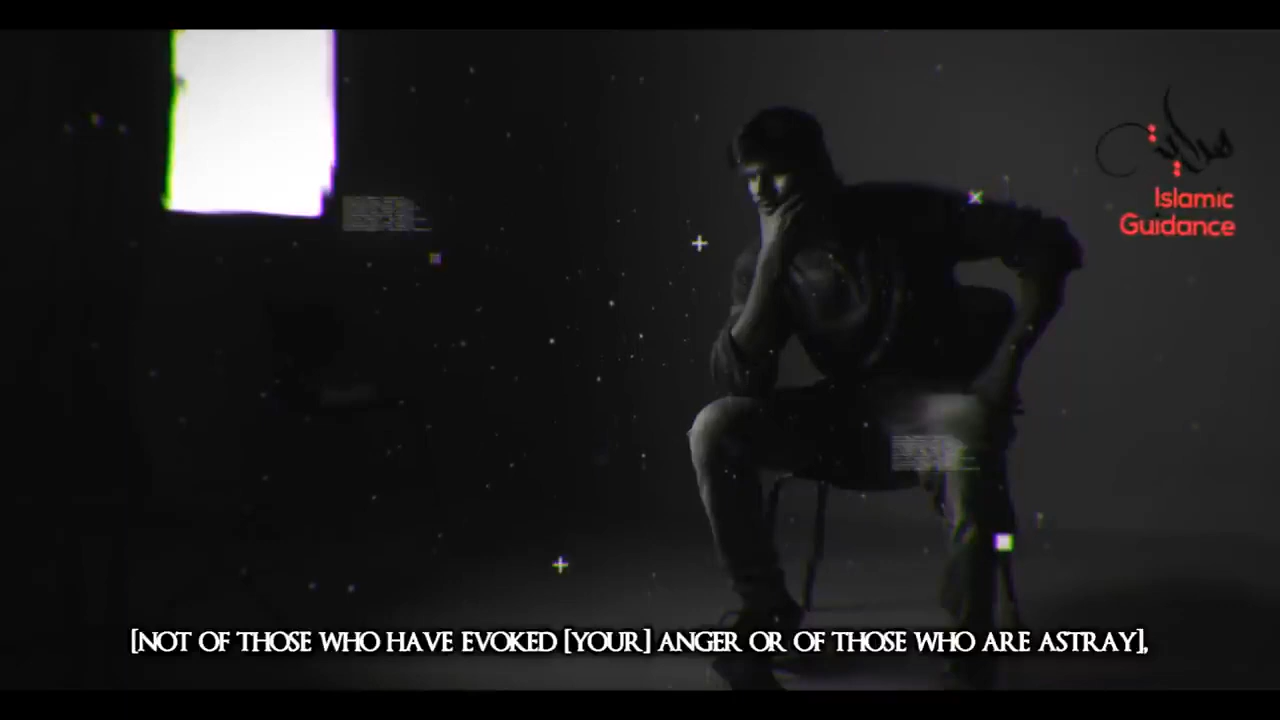 Islamic
Guidance
[NOT OF THOSE WHO HAVE EVOKED [YOUR] ANGER OR OF THOSE WHO ARE ASTRAY],